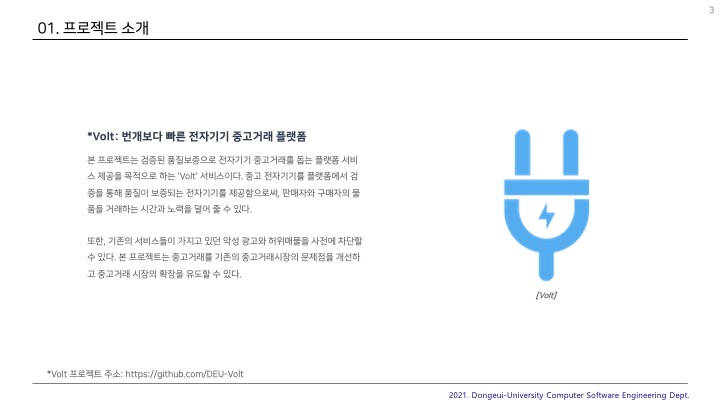 3
01. 프로젝트 소개
*Volt: 번개보다 빠른 전자기기 중고거래 플랫폼
본 프로젝트는 검증된 품질보증으로 전자기기 중고거래를 돕는 플랫폼 서비
스 제공을 목적으로 하는 'Volt' 서비스이다. 중고 전자기기를 플랫폼에서 검
증을 통해 품질이 보증되는 전자기기를 제공함으로써, 판매자와 구매자의 물
품을 거래하는 시간과 노력을 덜어 줄 수 있다.
또한, 기존의 서비스들이 가지고 있던 악성 광고와 허위매물을 사전에 차단할
수 있다. 본 프로젝트는 중고거래를 기존의 중고거래시장의 문제점을 개선하
고 중고거래 시장의 확장을 유도할 수 있다.
[Volt]
*Volt 프로젝트 주소: https://github.com/DEU-Volt
2021. Dongeui-University Computer Software Engineering Dept.